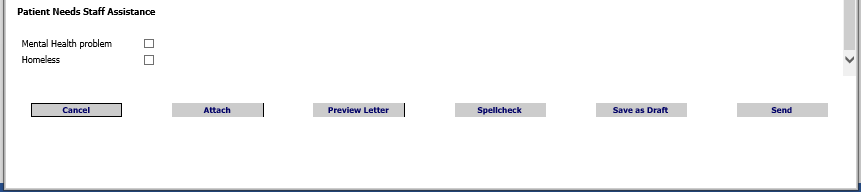 Patient Needs Staff Assistance
Mental Health problem
Homeless
Cancel Attach Preview Letter Spellcheck Save as Draft Send